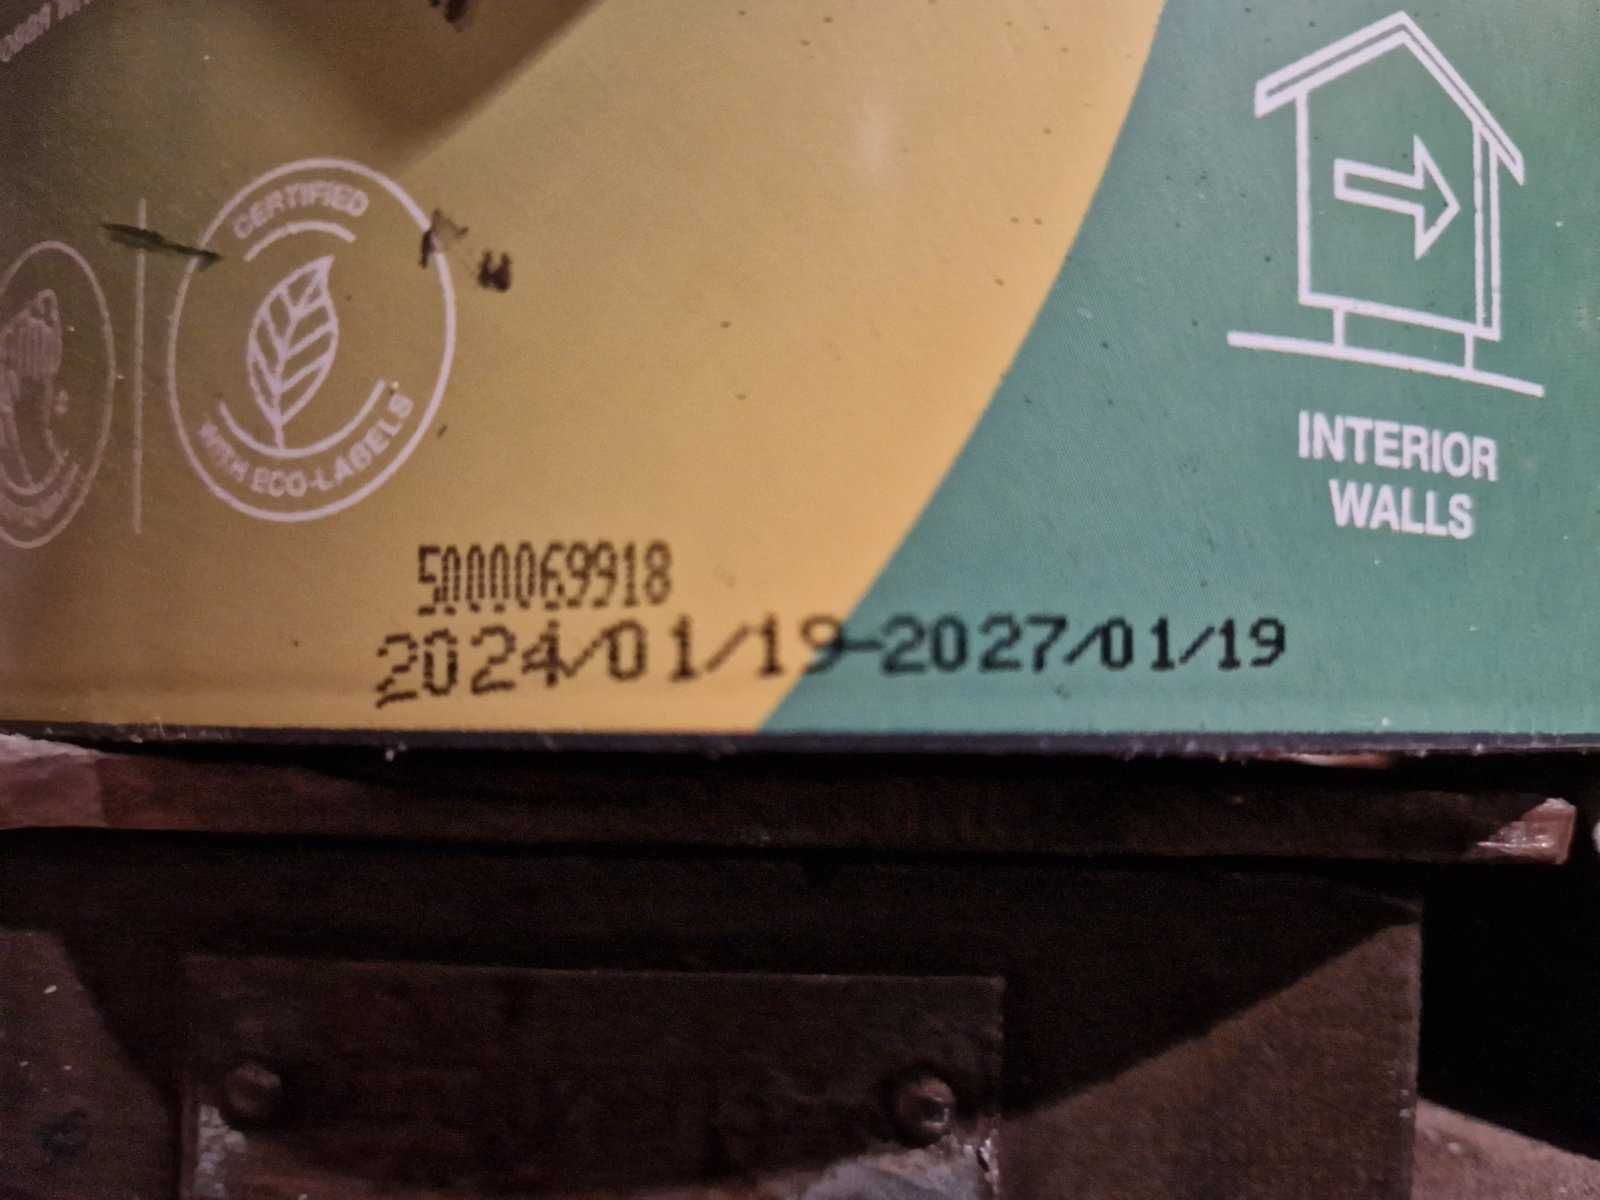 CERTIFIED
WITH ECO-LABELS
INTERIOR
WALLS
5000069918
2024/01/19-2027/01/19